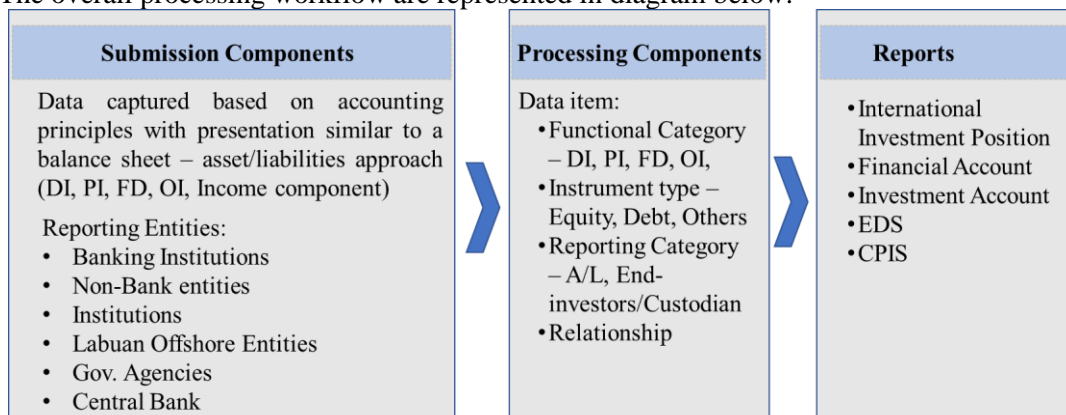 The overall processing workflow are represented in diagram below:
Submission Components
Data captured based on accounting
principles with presentation similar to a
balance sheet – asset/liabilities approach
(DI, PI, FD, OI, Income component)
Reporting Entities:
• Banking Institutions
• Non-Bank entities
• Institutions
• Labuan Offshore Entities
• Gov. Agencies
• Central Bank
Processing Components
Data item:
•Functional Category
– DI, PI, FD, OI,
•Instrument type –
Equity, Debt, Others
•Reporting Category
– A/L, End-
investors/Custodian
•Relationship
Reports
•International
Investment Position
•Financial Account
•Investment Account
•EDS
•CPIS